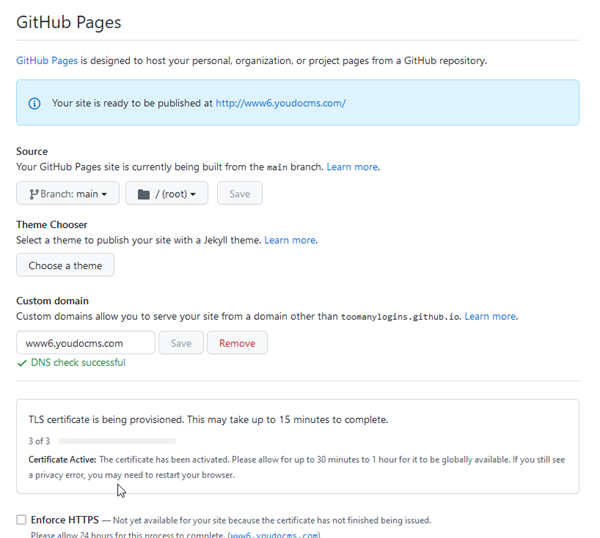 GitHub Pages
GitHub Pages is designed to host your personal, organization, or project pages from a GitHub repository.
Your site is ready to be published at http://www6.youdocms.com/
Source
Your GitHub Pages site is currently being built from the main branch. Learn more.
Branch: main
/ (root)
Save
Theme Chooser
Select a theme to publish your site with a Jekyll theme. Learn more.
Choose a theme
Custom domain
Custom domains allow you to serve your site from a domain other than toomanylogins.github.io. Learn more.
www6.youdocms.com
Save
Remove
DNS check successful
TLS certificate is being provisioned. This may take up to 15 minutes to complete.
3 of 3
Certificate Active: The certificate has been activated. Please allow for up to 30 minutes to 1 hour for it to be globally available. If you still see
a privacy error, you may need to restart your browser.
Enforce HTTPS — Not yet available for your site because the certificate has not finished being issued.
Please allow 24 hours for this process to complete. (www6.youdocms.com)